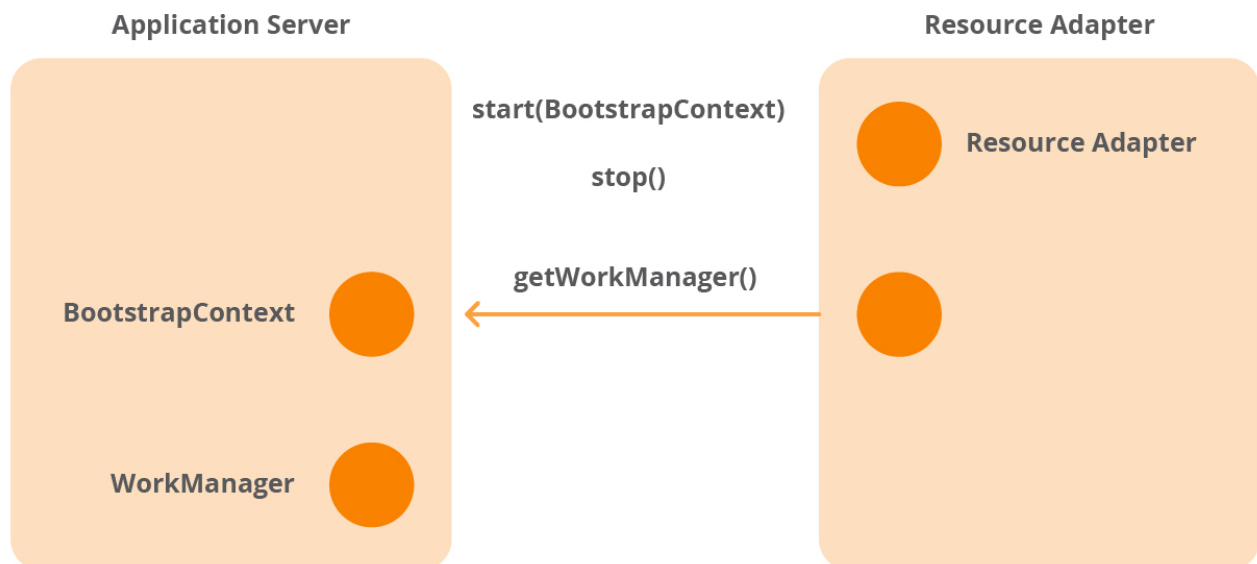 Application Server
Resource Adapter
start(BootstrapContext)
Resource Adapter
stop()
getWorkManager()
BootstrapContext
WorkManager